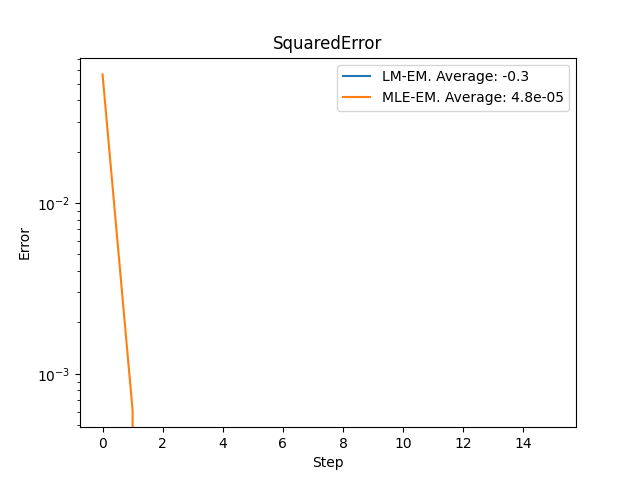 SquaredError
LM-EM. Average: -0.3
MLE-EM. Average: 4.8e-05
Error
10⁻²
10⁻³
0 2 4 6 8 10 12 14
Step